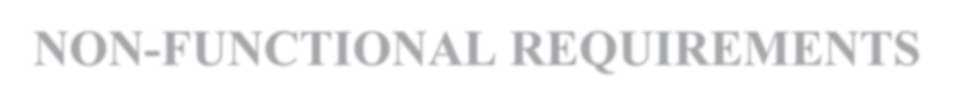 NON-FUNCTIONAL REQUIREMENTS